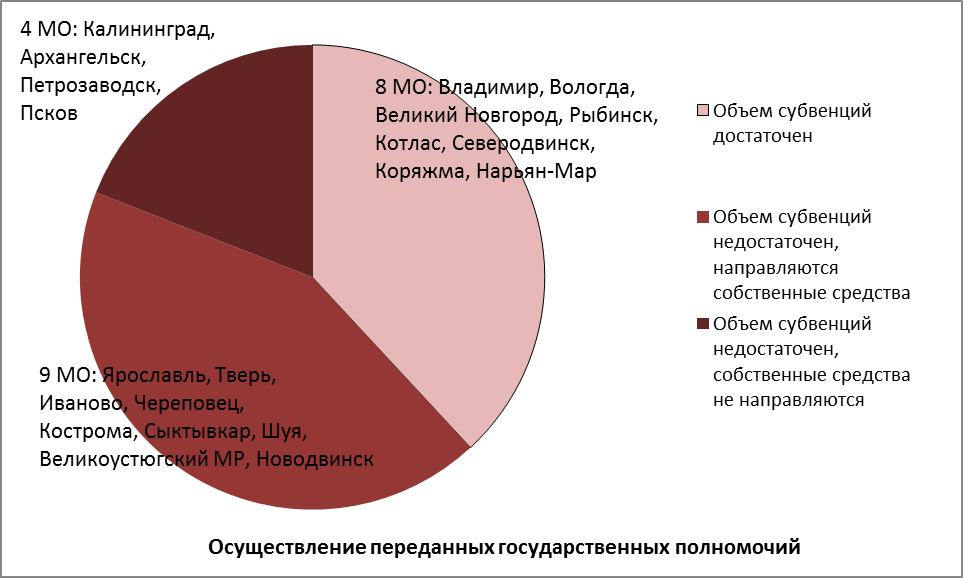 4 МО: Калининград,
Архангельск,
Петрозаводск,
Псков
8 МО: Владимир, Вологда,
Великий Новгород, Рыбинск,
Котлас, Северодвинск,
Коряжма, Нарьян-Мар
9 МО: Ярославль, Тверь,
Иваново, Череповец,
Кострома, Сыктывкар, Шуя,
Великоустюгский МР, Новодвинск
Объем субвенций
достаточен
Объем субвенций
недостаточен,
направляются
собственные средства
Объем субвенций
недостаточен,
собственные средства
не направляются
Осуществление переданных государственных полномочий